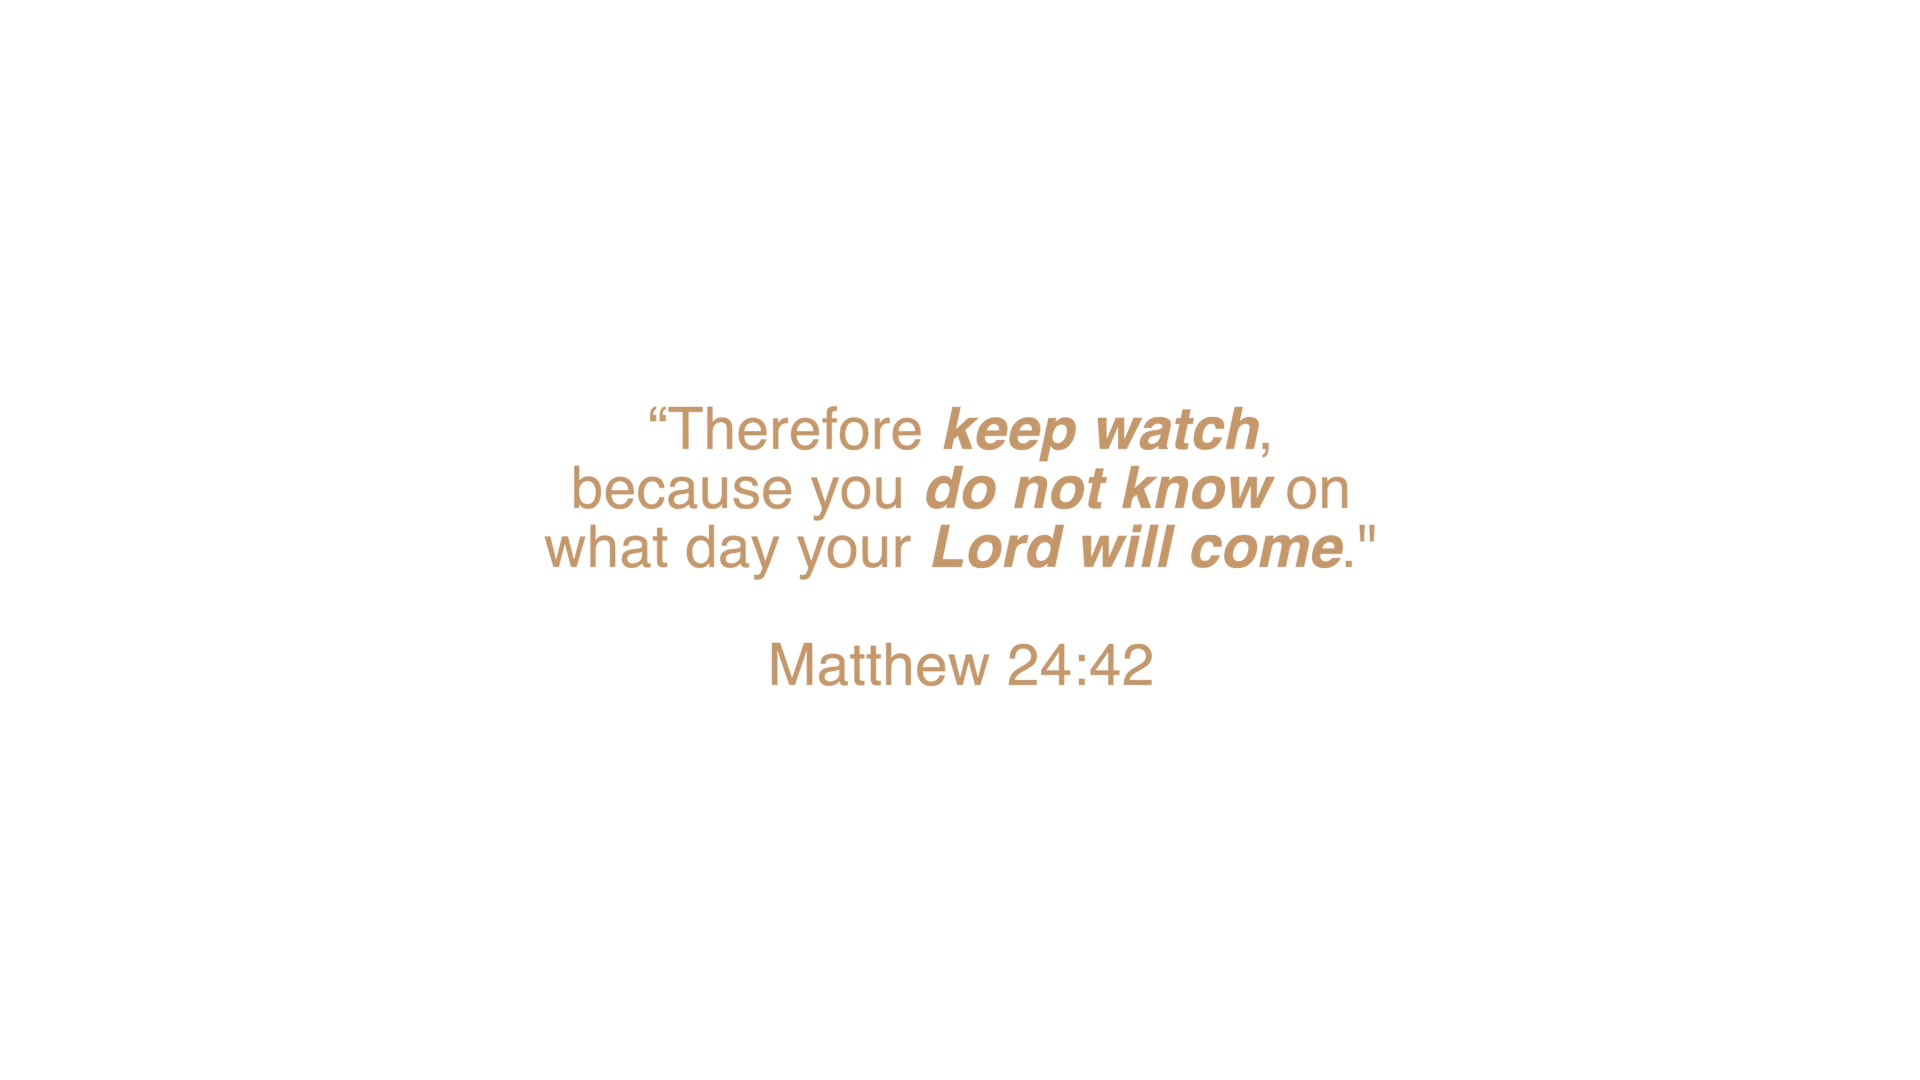 “Therefore keep watch,
because you do not know on
what day your Lord will come."
Matthew 24:42